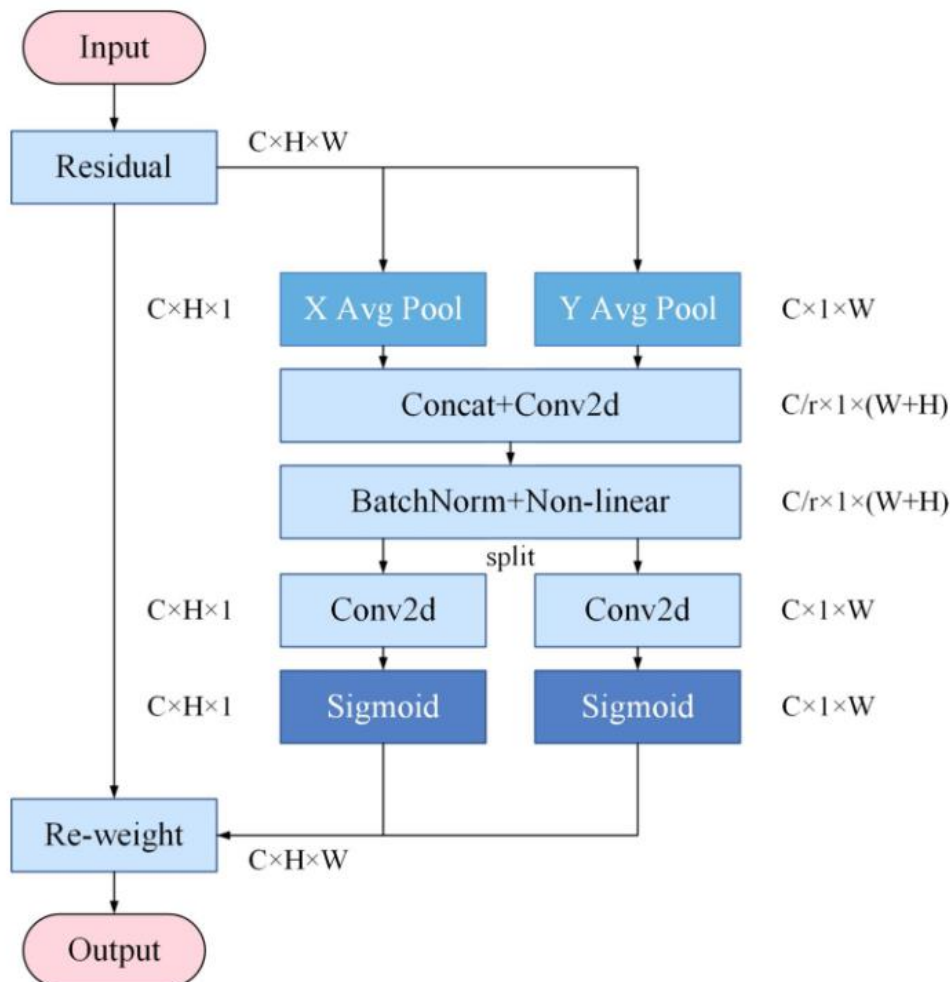 Input
Residual
C×H×W
C×H×1
X Avg Pool
Y Avg Pool
C×1×W
Concat+Conv2d
C/r×1×(W+H)
BatchNorm+Non-linear
C/r×1×(W+H)
split
C×H×1
Conv2d
Conv2d
C×1×W
C×H×1
Sigmoid
Sigmoid
C×1×W
Re-weight
C×H×W
Output